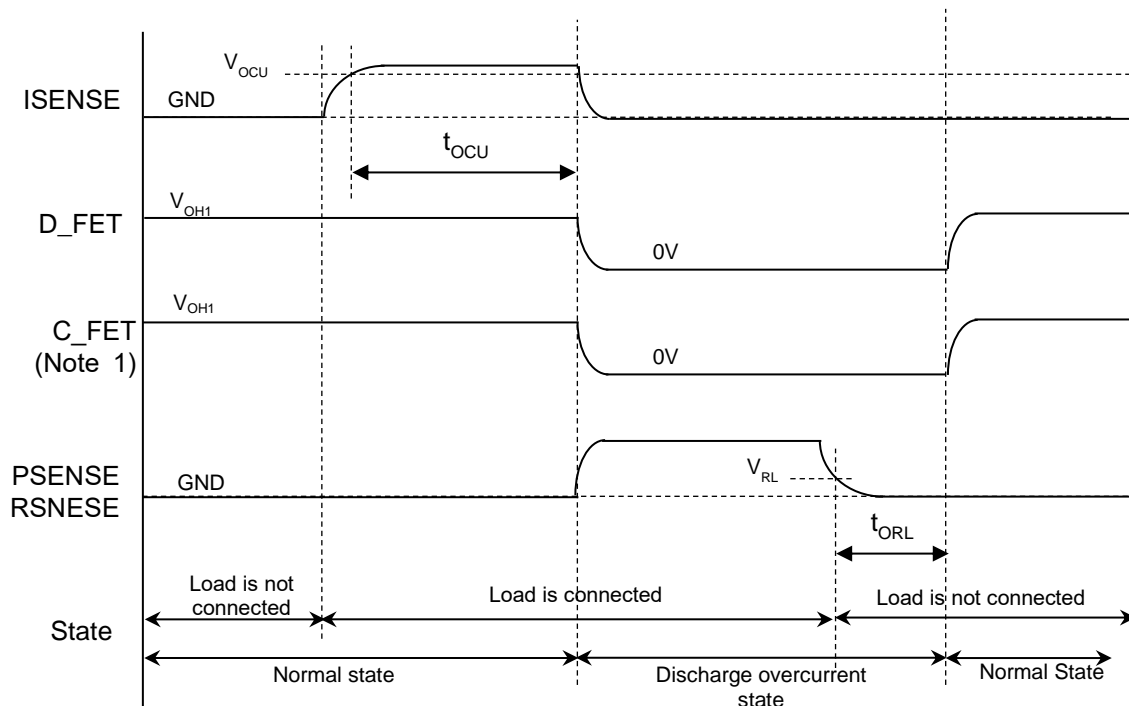 V_OCU
ISENSE
GND
t_OCU
V_OH1
D_FET
0V
V_OH1
C_FET
(Note 1)
0V
PSENSE
RSNESE
GND
V_RL
t_ORL
State
Load is not
connected
Load is connected
Load is not connected
Normal state
Discharge overcurrent
state
Normal State